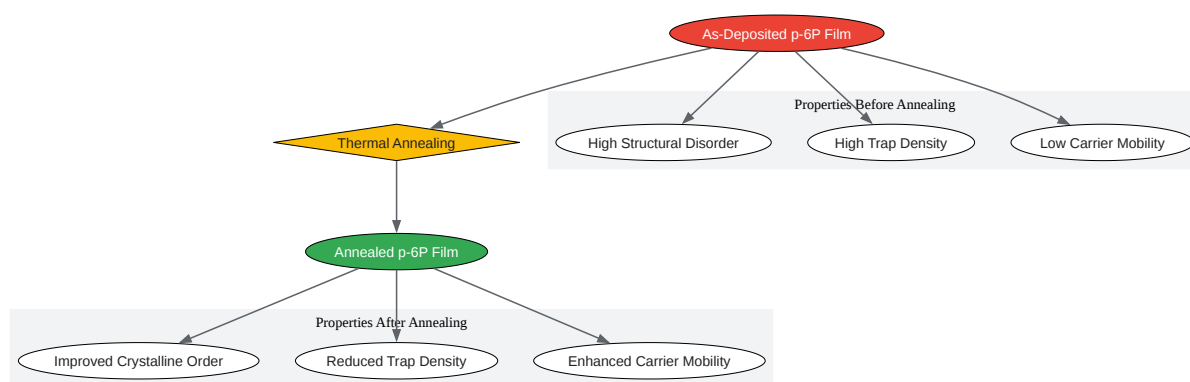 As-Deposited p-6P Film
Properties Before Annealing
Thermal Annealing
High Structural Disorder
High Trap Density
Low Carrier Mobility
Annealed p-6P Film
Properties After Annealing
Improved Crystalline Order
Reduced Trap Density
Enhanced Carrier Mobility